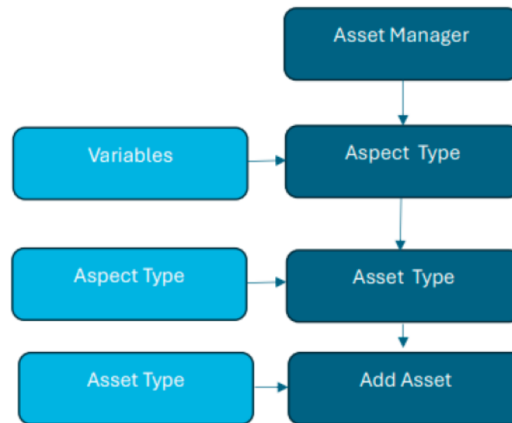 Asset Manager
Variables
Aspect Type
Aspect Type
Asset Type
Asset Type
Add Asset